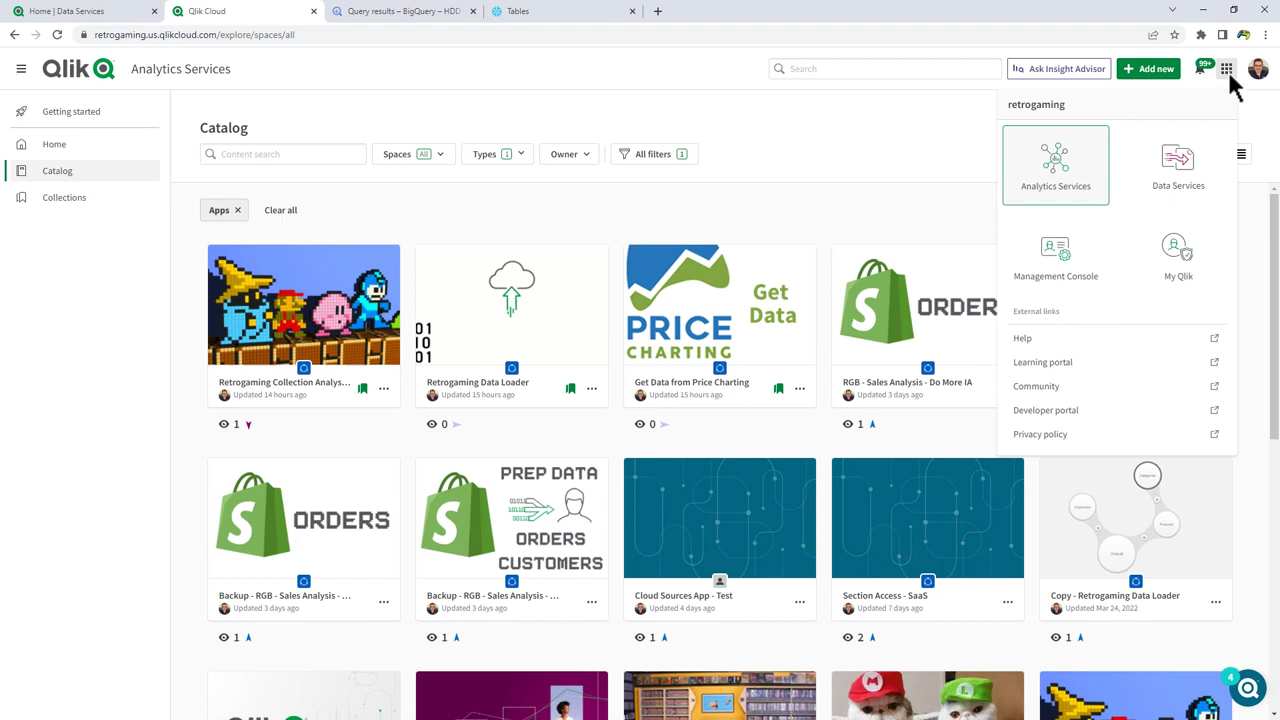 Home | Data Services
Qlik Cloud
Query results – BigQuery – HDD
Tables
retrogaming.us.qlikcloud.com/explore/spaces/all
Qlik
Analytics Services
Search
Ask Insight Advisor
Add new
99+
Getting started
Home
Catalog
Collections
Catalog
Content search
Spaces All
Types 1
Owner
All filters 1
Apps
Clear all
retrogaming
Analytics Services
Data Services
Management Console
My Qlik
External links
Help
Learning portal
Community
Developer portal
Privacy policy
01
10
01
PRICE
CHARTING
Get
Data
ORDE
Retrogaming Collection Analys...
Updated 14 hours ago
Retrogaming Data Loader
Updated 15 hours ago
Get Data from Price Charting
Updated 15 hours ago
RGB - Sales Analysis - Do More IA
Updated 3 days ago
1
0
0
1
ORDERS
PREP DATA
ORDERS
CUSTOMERS
Backup - RGB - Sales Analysis - ...
Updated 3 days ago
Backup - RGB - Sales Analysis - ...
Updated 3 days ago
Cloud Sources App - Test
Updated 4 days ago
Section Access - SaaS
Updated 7 days ago
Copy - Retrogaming Data Loader
Updated Mar 24, 2022
1
1
1
2
1
4